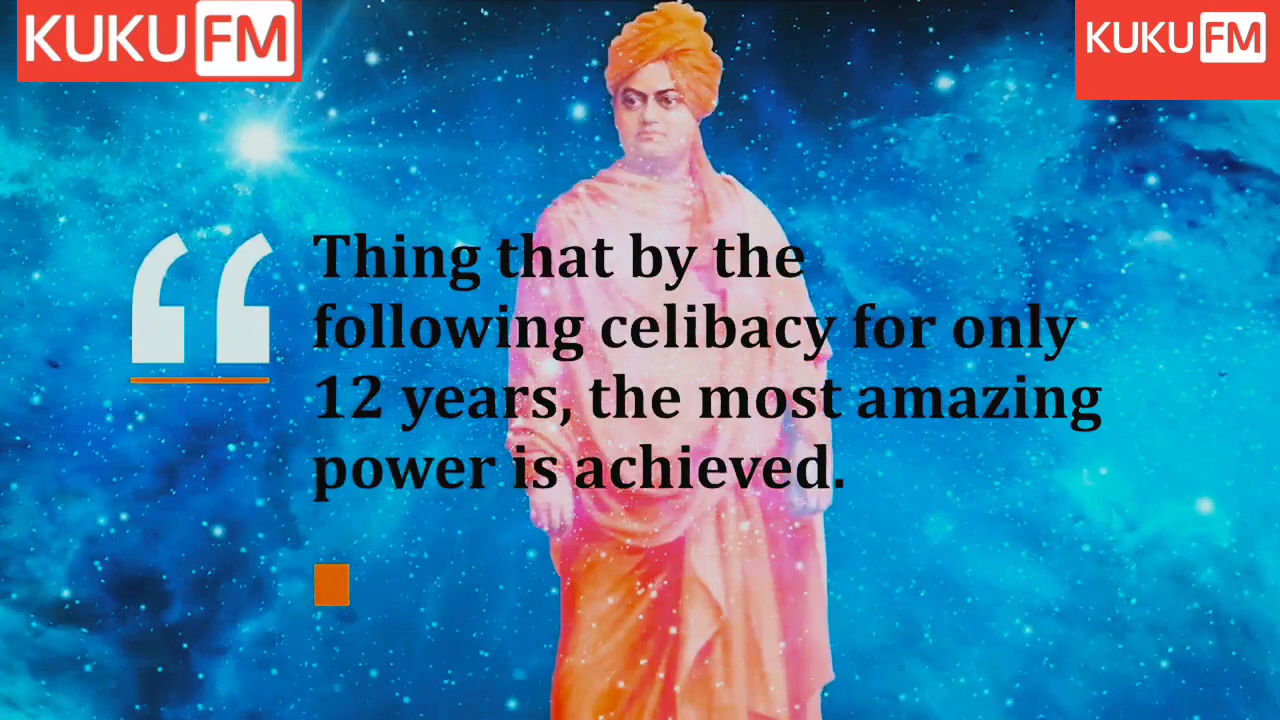 KUKU FM
KUKU FM
Thing that by the
following celibacy for only
12 years, the most amazing
power is achieved.